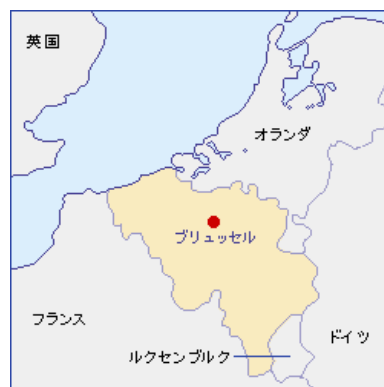 英国
オランダ
ブリュッセル
フランス
ドイツ
ルクセンブルク